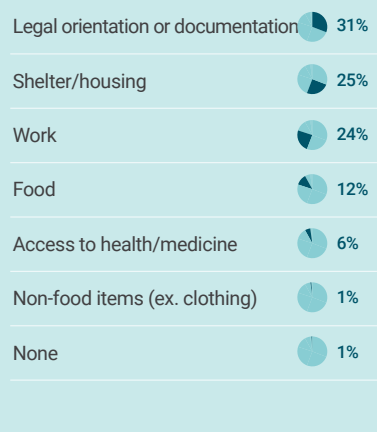 Legal orientation or documentation 31%
Shelter/housing 25%
Work 24%
Food 12%
Access to health/medicine 6%
Non-food items (ex. clothing) 1%
None 1%